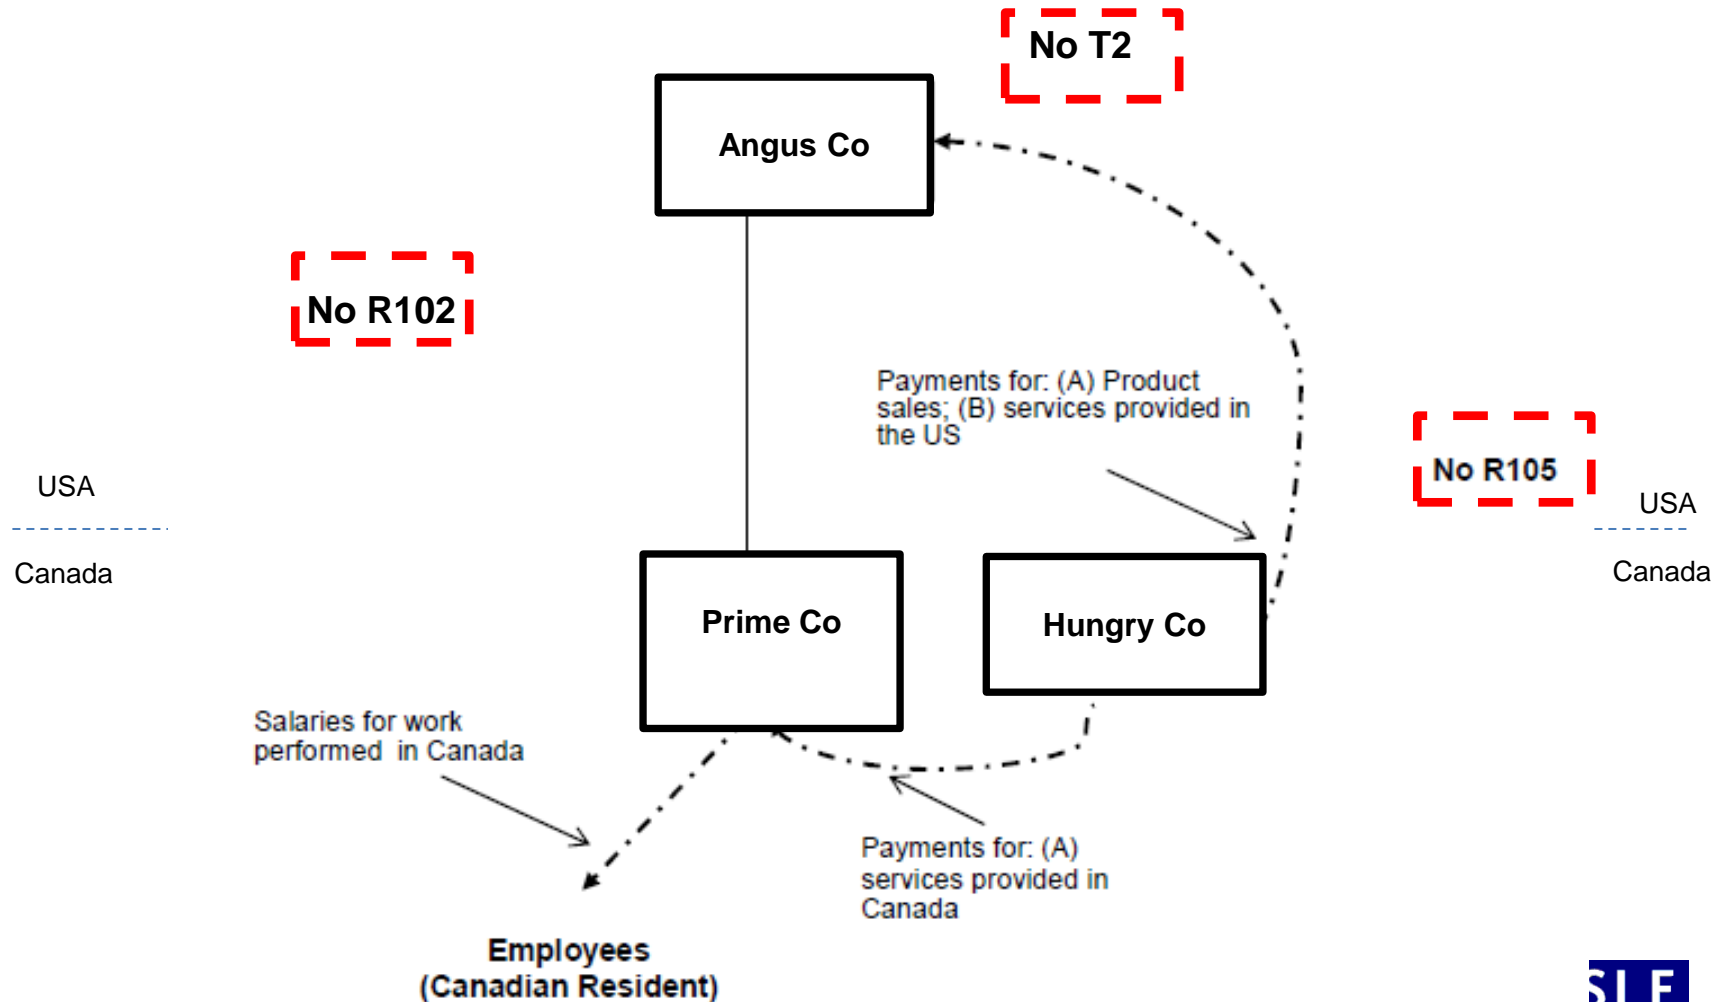 No T2
Angus Co
No R102
Payments for: (A) Product
sales; (B) services provided in
the US
No R105
USA
USA
Canada
Canada
Prime Co
Hungry Co
Salaries for work
performed in Canada
Payments for: (A)
services provided in
Canada
Employees
(Canadian Resident)